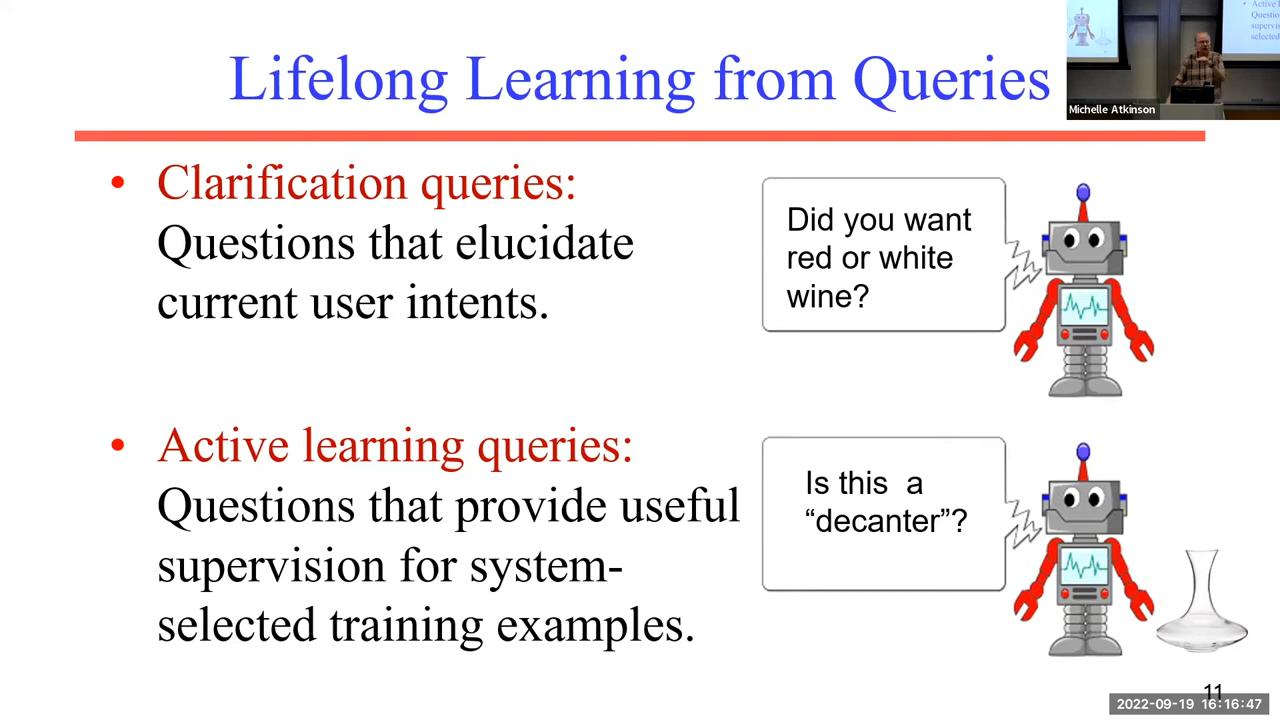 Lifelong Learning from Queries
Michelle Atkinson
• Clarification queries:
Questions that elucidate
current user intents.
Did you want
red or white
wine?
• Active learning queries:
Questions that provide useful
supervision for system-
selected training examples.
Is this a
“decanter”?
11
2022-09-19 16:16:47